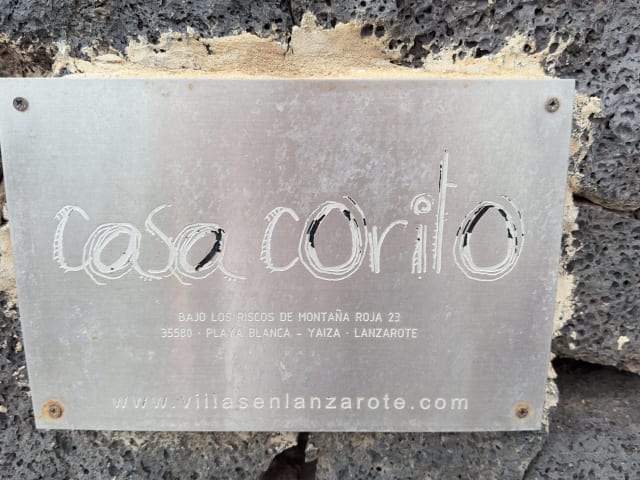 casa corito
BAJO LOS RISCOS DE MONTAÑA ROJA 23
35580 · PLAYA BLANCA – YAIZA · LANZAROTE
www.villasenlanzarote.com